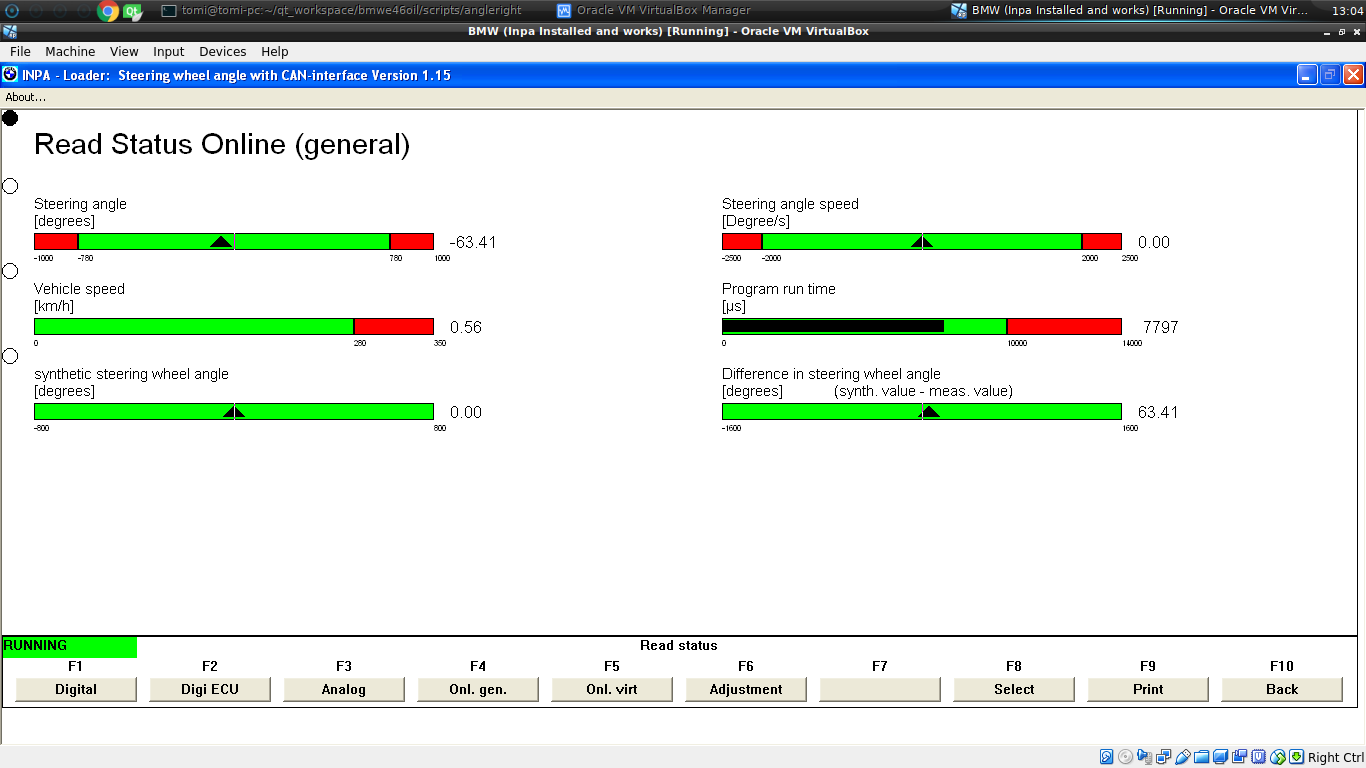 tomi@tomi-pc:~/qt_workspace/bmwe46oil/scripts/angleright
Oracle VM VirtualBox Manager
BMW (Inpa Installed and works) [Running] - Oracle VM Vir...
13:04
BMW (Inpa Installed and works) [Running] - Oracle VM VirtualBox
File Machine View Input Devices Help
INPA - Loader: Steering wheel angle with CAN-interface Version 1.15
About...
Read Status Online (general)
Steering angle
[degrees]
-63.41
-1000 -780 780 1000
Steering angle speed
[Degree/s]
0.00
-2500 -2000 2000 2500
Vehicle speed
[km/h]
0.56
0 280 350
Program run time
[µs]
7797
0 10000 14000
synthetic steering wheel angle
[degrees]
0.00
-800 800
Difference in steering wheel angle
[degrees] (synth. value - meas. value)
63.41
-1600 1600
RUNNING
Read status
F1 F2 F3 F4 F5 F6 F7 F8 F9 F10
Digital Digi ECU Analog Onl. gen. Onl. virt Adjustment Select Print Back
Right Ctrl